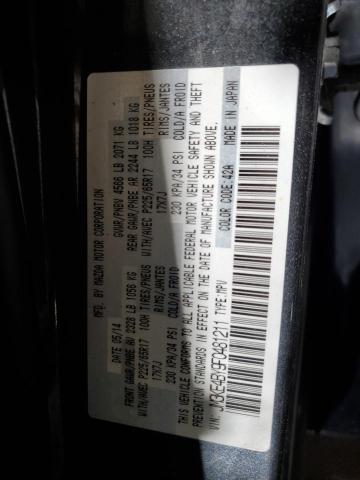 MFD BY MAZDA MOTOR CORPORATION
DATE 05/14 GVWR/PNBV 4566 LB 2071 KG
FRONT GAWR/PNBE AV 2328 LB 1056 KG REAR GAWR/PNBE AR 2244 LB 1018 KG
WITH/AVEC P225/65R17 100H TIRES/PNEUS WITH/AVEC P225/65R17 100H TIRES/PNEUS
17X7J RIMS/JANTES 17X7J RIMS/JANTES
230 KPA/34 PSI COLD/A FROID 230 KPA/34 PSI COLD/A FROID
THIS VEHICLE CONFORMS TO ALL APPLICABLE FEDERAL MOTOR VEHICLE SAFETY AND THEFT
PREVENTION STANDARDS IN EFFECT ON THE DATE OF MANUFACTURE SHOWN ABOVE.
VIN: JM3KE4BY9F0481211 TYPE:MPV COLOR CODE:42A MADE IN JAPAN